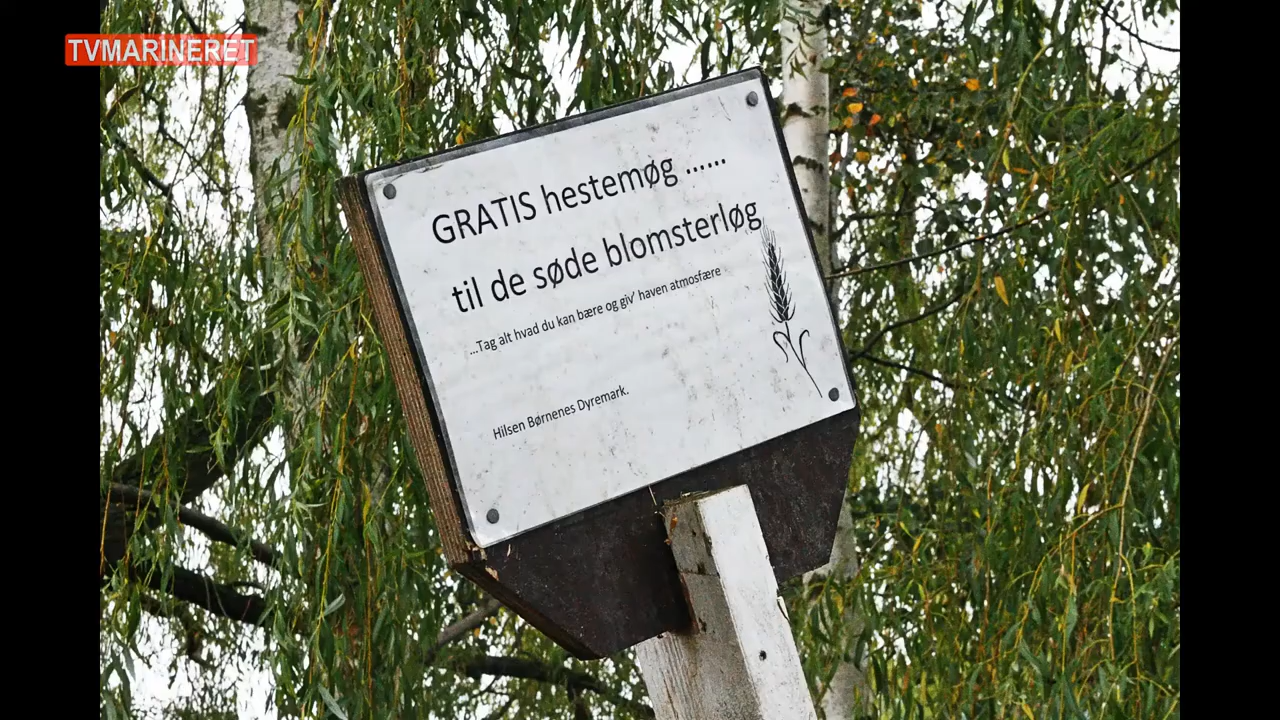 TVMARINERET
GRATIS hestemøg ......
til de søde blomsterløg
...Tag alt hvad du kan bære og giv' haven atmosfære
Hilsen Børnenes Dyremark.